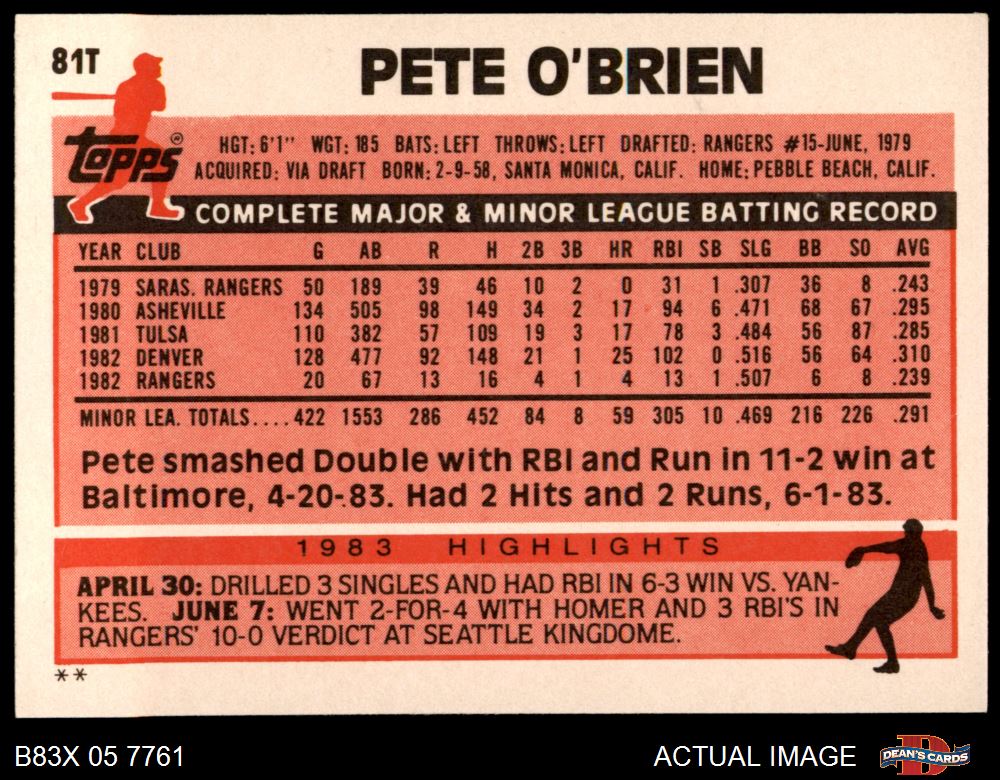 81T
PETE O'BRIEN
Topps®
HGT: 6'1" WGT: 185 BATS: LEFT THROWS: LEFT DRAFTED: RANGERS #15-JUNE, 1979
ACQUIRED: VIA DRAFT BORN: 2-9-58, SANTA MONICA, CALIF. HOME: PEBBLE BEACH, CALIF.
COMPLETE MAJOR & MINOR LEAGUE BATTING RECORD
YEAR CLUB G AB R H 2B 3B HR RBI SB SLG BB SO AVG
1979 SARAS. RANGERS 50 189 39 46 10 2 0 31 1 .307 36 8 .243
1980 ASHEVILLE 134 505 98 149 34 2 17 94 6 .471 68 67 .295
1981 TULSA 110 382 57 109 19 3 17 78 3 .484 56 87 .285
1982 DENVER 128 477 92 148 21 1 25 102 0 .516 56 64 .310
1982 RANGERS 20 67 13 16 4 1 4 13 1 .507 6 8 .239
MINOR LEA. TOTALS.... 422 1553 286 452 84 8 59 305 10 .469 216 226 .291
Pete smashed Double with RBI and Run in 11-2 win at
Baltimore, 4-20-83. Had 2 Hits and 2 Runs, 6-1-83.
1983 HIGHLIGHTS
APRIL 30: DRILLED 3 SINGLES AND HAD RBI IN 6-3 WIN VS. YAN-
KEES. JUNE 7: WENT 2-FOR-4 WITH HOMER AND 3 RBI'S IN
RANGERS' 10-0 VERDICT AT SEATTLE KINGDOME.
**
B83X 05 7761
ACTUAL IMAGE
DEAN'S CARDS